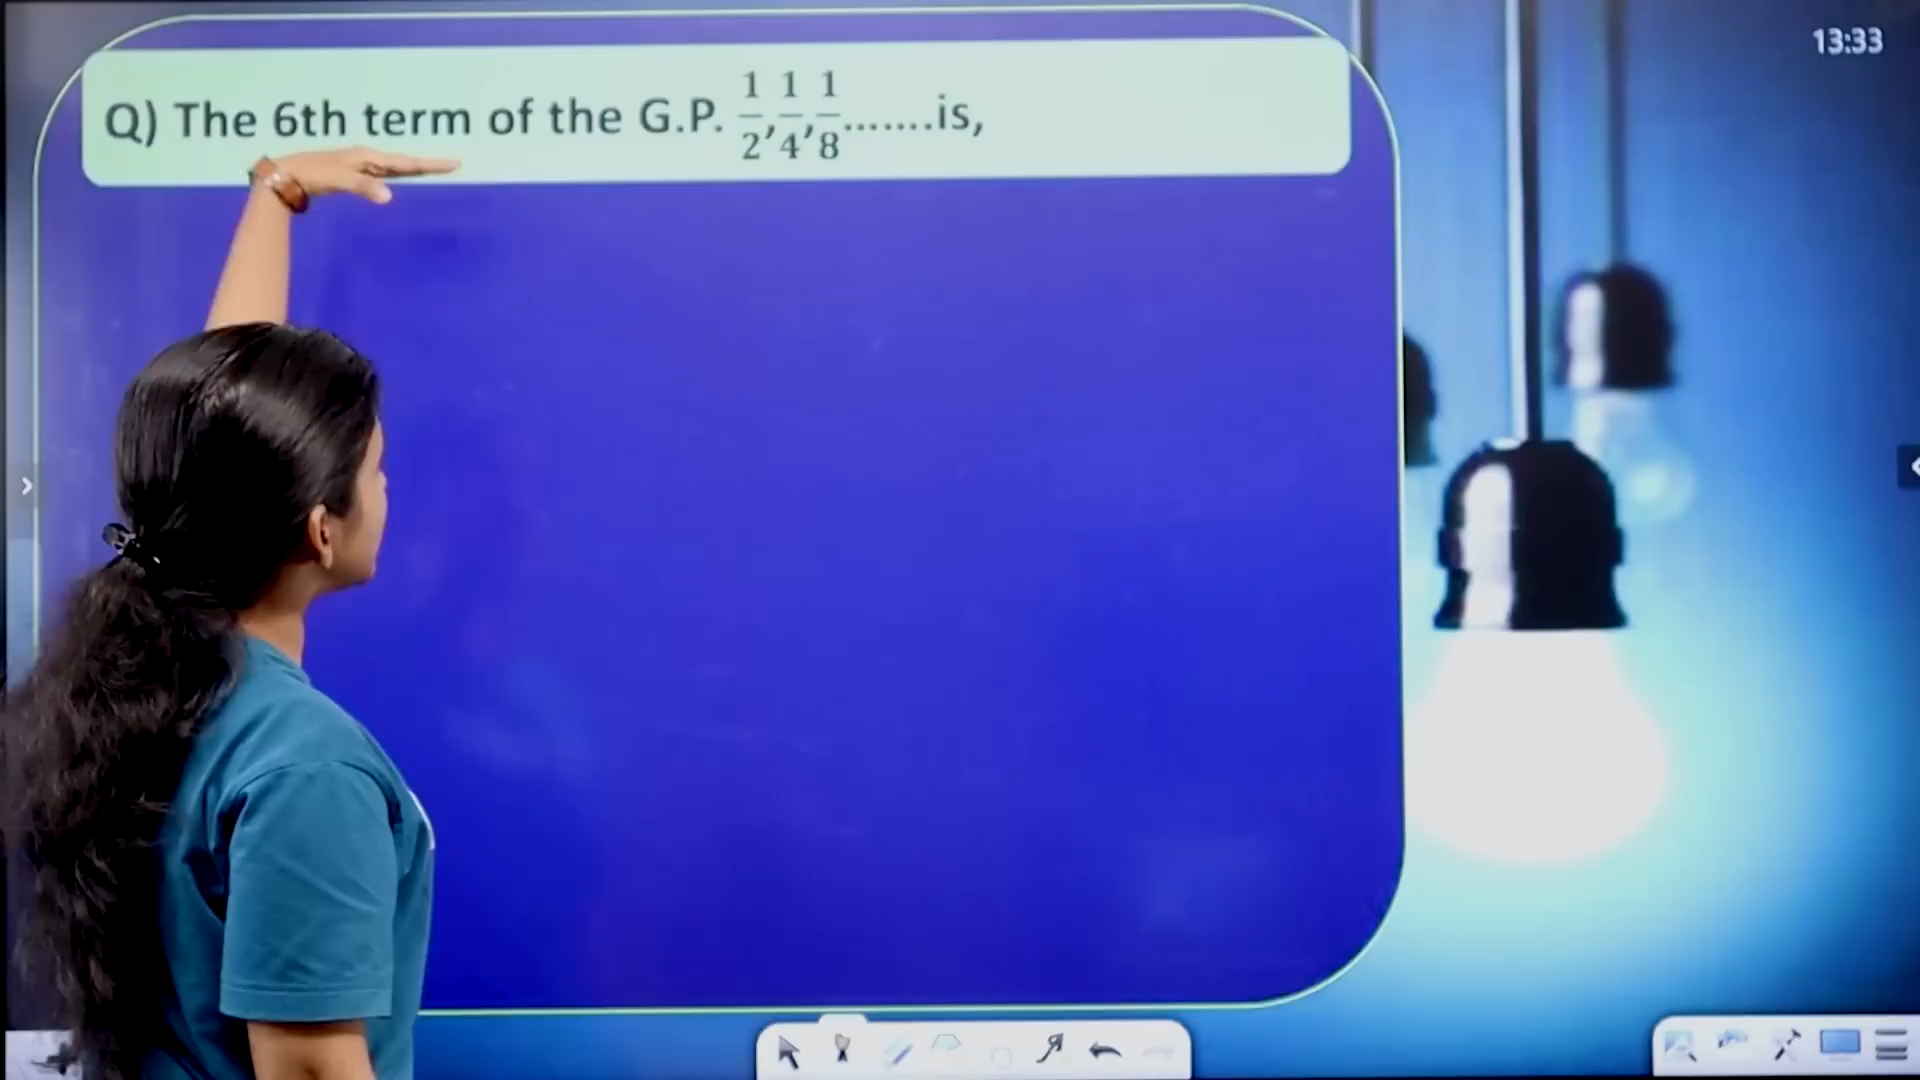 13:33
Q) The 6th term of the G.P. 1/2, 1/4, 1/8.......is,